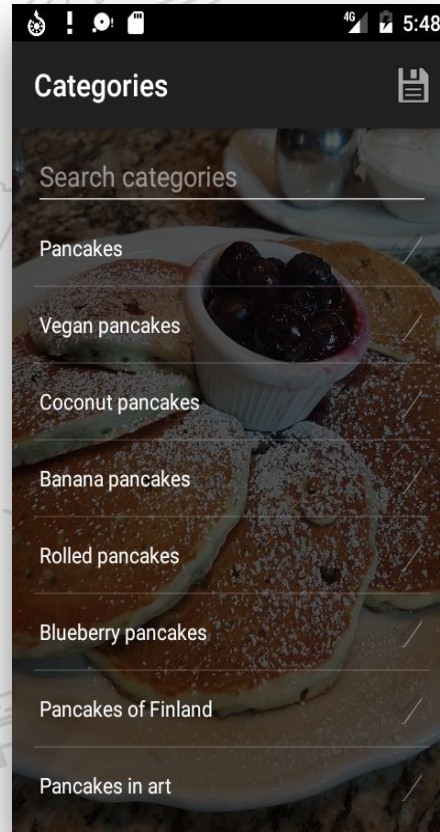 4G 5:48
Categories
Search categories
Pancakes
Vegan pancakes
Coconut pancakes
Banana pancakes
Rolled pancakes
Blueberry pancakes
Pancakes of Finland
Pancakes in art